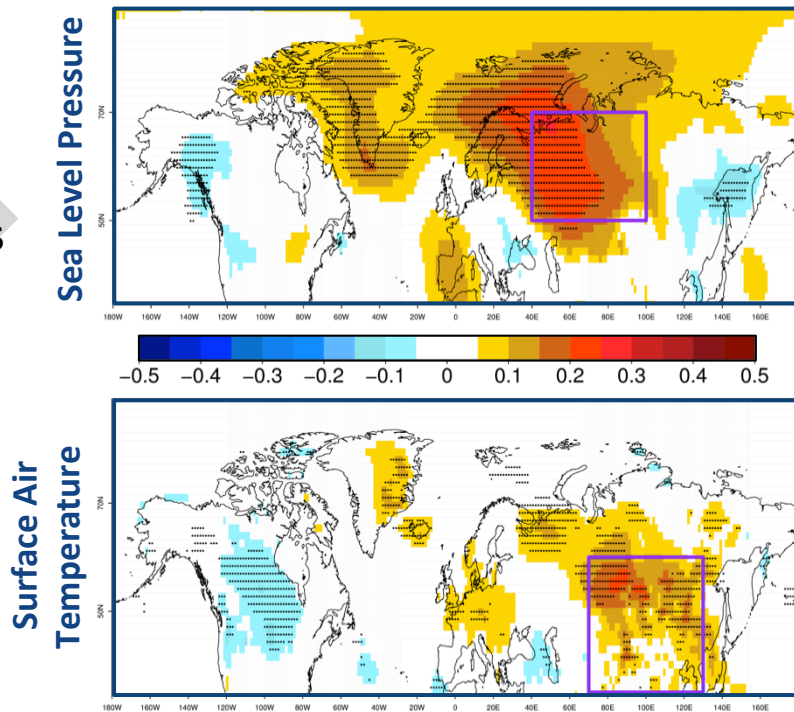 Sea Level Pressure
70N
50N
180W 160W 140W 120W 100W 80W 60W 40W 20W 0 20E 40E 60E 80E 100E 120E 140E 160E
−0.5 −0.4 −0.3 −0.2 −0.1 0 0.1 0.2 0.3 0.4 0.5
Surface Air
Temperature
70N
50N
180W 160W 140W 120W 100W 80W 60W 40W 20W 0 20E 40E 60E 80E 100E 120E 140E 160E